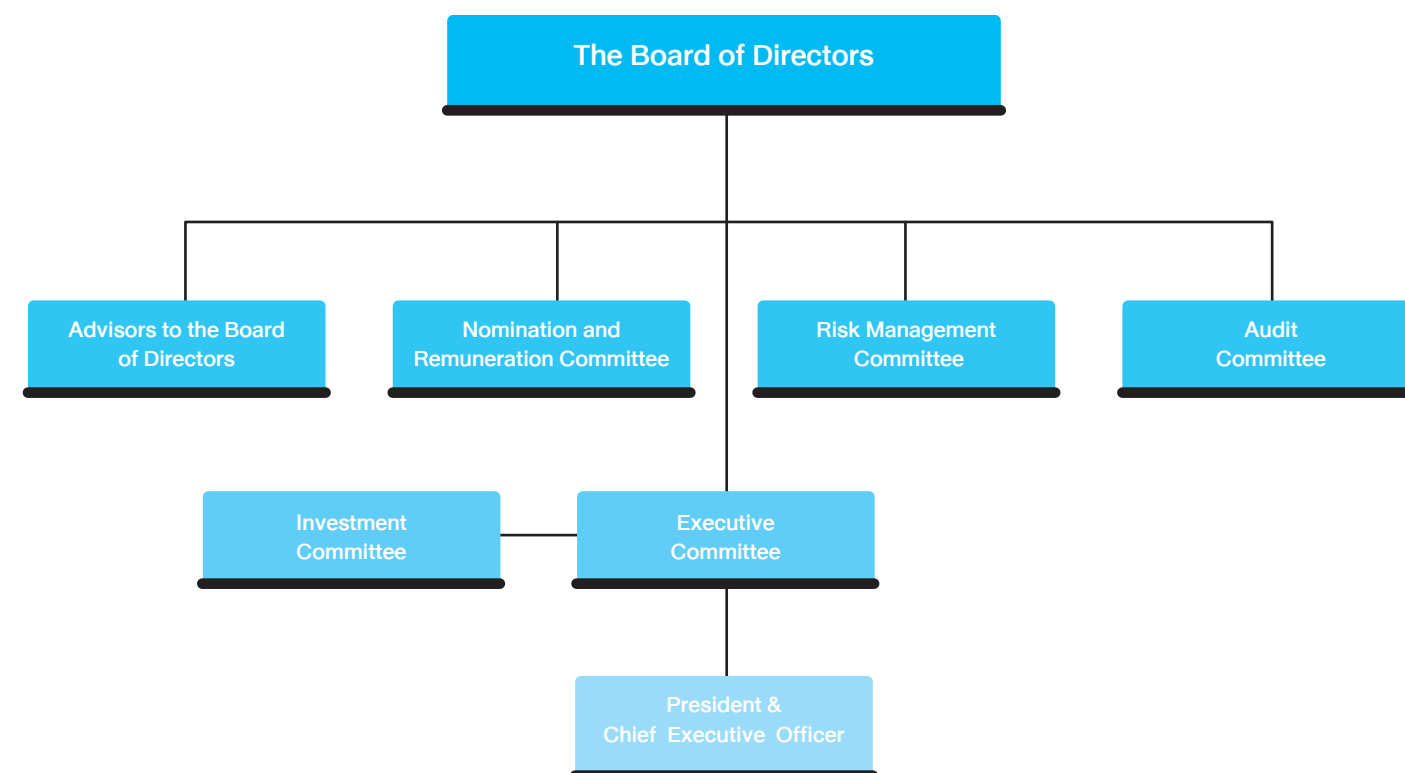 The Board of Directors
Advisors to the Board
of Directors
Nomination and
Remuneration Committee
Risk Management
Committee
Audit
Committee
Investment
Committee
Executive
Committee
President &
Chief Executive Officer